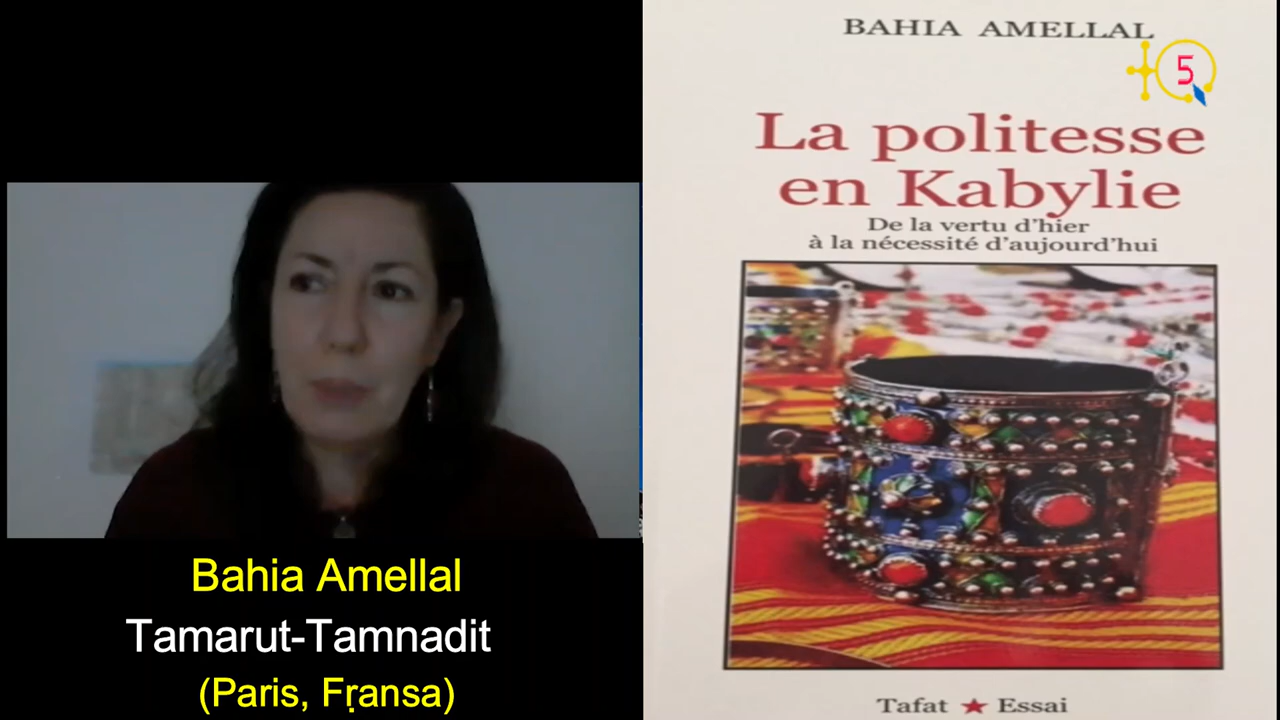 Bahia Amellal
Tamarut-Tamnadit
(Paris, Fṛansa)
BAHIA AMELLAL
5
La politesse
en Kabylie
De la vertu d'hier
à la nécessité d'aujourd'hui
Tafat ★ Essai